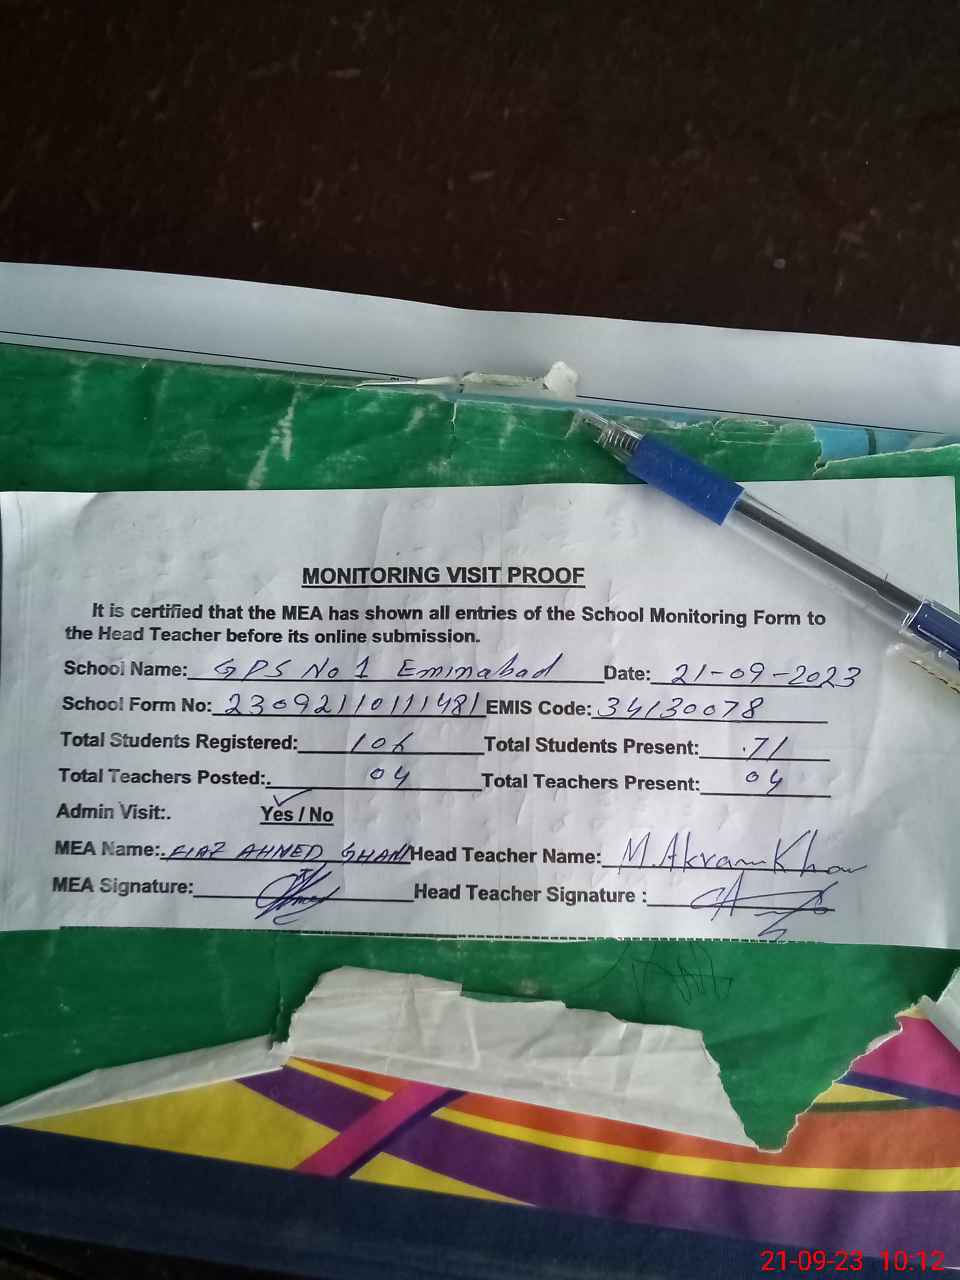 MONITORING VISIT PROOF
It is certified that the MEA has shown all entries of the School Monitoring Form to
the Head Teacher before its online submission.
School Name: GPS No 1 Eminabad Date: 21-09-2023
School Form No: 230921101111481 EMIS Code: 34130078
Total Students Registered: 106 Total Students Present: 71
Total Teachers Posted:. 04 Total Teachers Present: 04
Admin Visit:. Yes / No
MEA Name:. FIAZ AHMED GHANI Head Teacher Name: M.Akram Khan
MEA Signature: Head Teacher Signature :
21-09-23 10:12